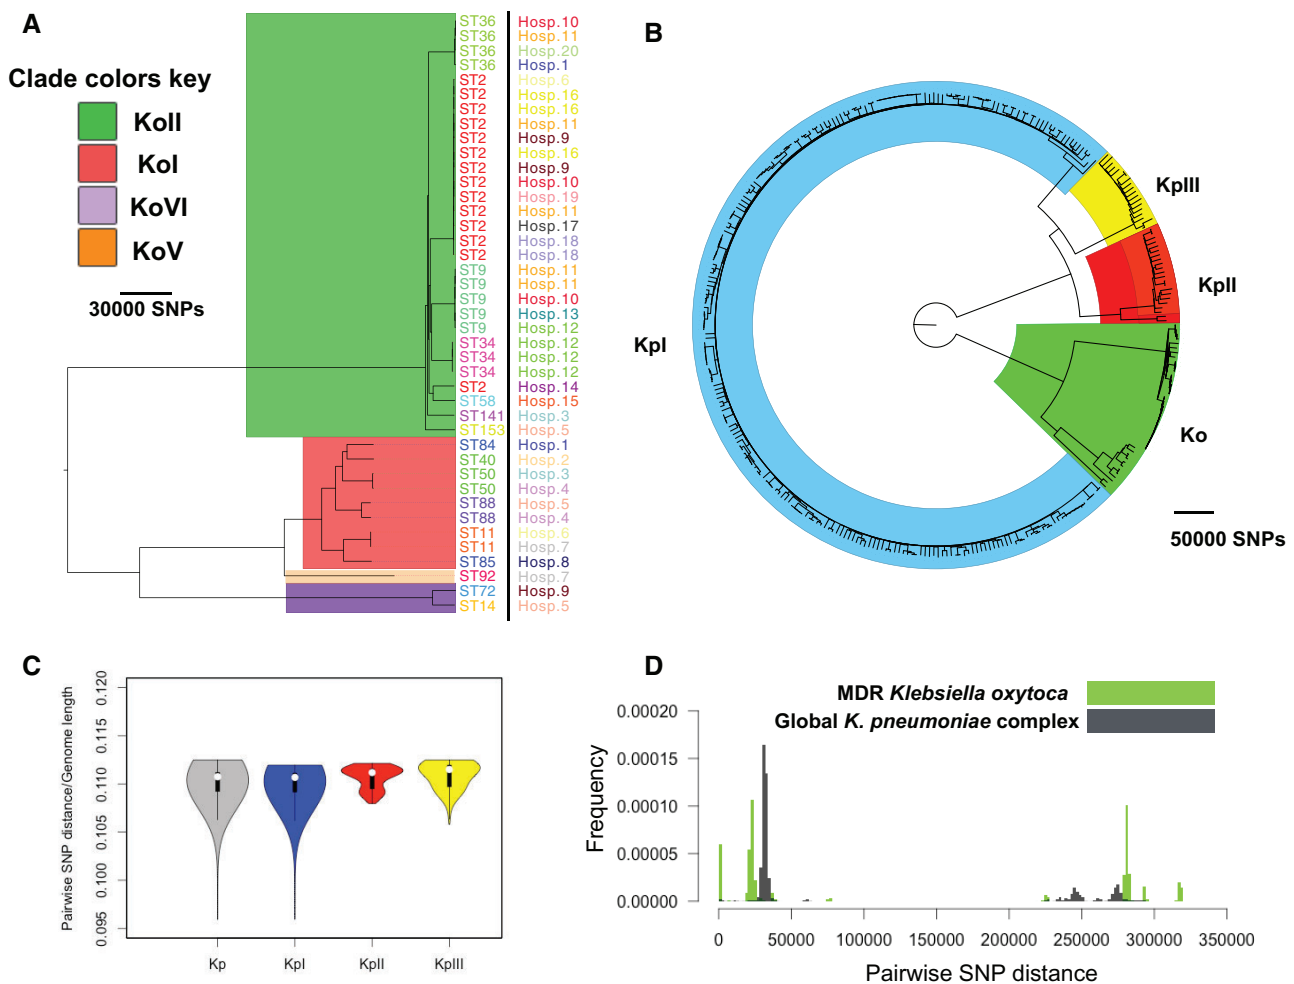 A
Clade colors key
KoII
KoI
KoVI
KoV
30000 SNPs
ST36 Hosp.10
ST36 Hosp.11
ST36 Hosp.20
ST36 Hosp.1
ST2 Hosp.6
ST2 Hosp.16
ST2 Hosp.16
ST2 Hosp.11
ST2 Hosp.9
ST2 Hosp.16
ST2 Hosp.9
ST2 Hosp.10
ST2 Hosp.19
ST2 Hosp.11
ST2 Hosp.17
ST2 Hosp.18
ST2 Hosp.18
ST9 Hosp.11
ST9 Hosp.11
ST9 Hosp.10
ST9 Hosp.13
ST9 Hosp.12
ST34 Hosp.12
ST34 Hosp.12
ST34 Hosp.12
ST2 Hosp.14
ST58 Hosp.15
ST141 Hosp.3
ST153 Hosp.5
ST84 Hosp.1
ST40 Hosp.2
ST50 Hosp.3
ST50 Hosp.4
ST88 Hosp.5
ST88 Hosp.4
ST11 Hosp.6
ST11 Hosp.7
ST85 Hosp.8
ST92 Hosp.7
ST72 Hosp.9
ST14 Hosp.5
B
KpIII
KpII
KpI
Ko
50000 SNPs
C
Pairwise SNP distance/Genome length
0.120
0.115
0.110
0.105
0.100
0.095
Kp KpI KpII KpIII
D
MDR Klebsiella oxytoca
Global K. pneumoniae complex
Frequency
0.00020
0.00015
0.00010
0.00005
0.00000
0 50000 100000 150000 200000 250000 300000 350000
Pairwise SNP distance